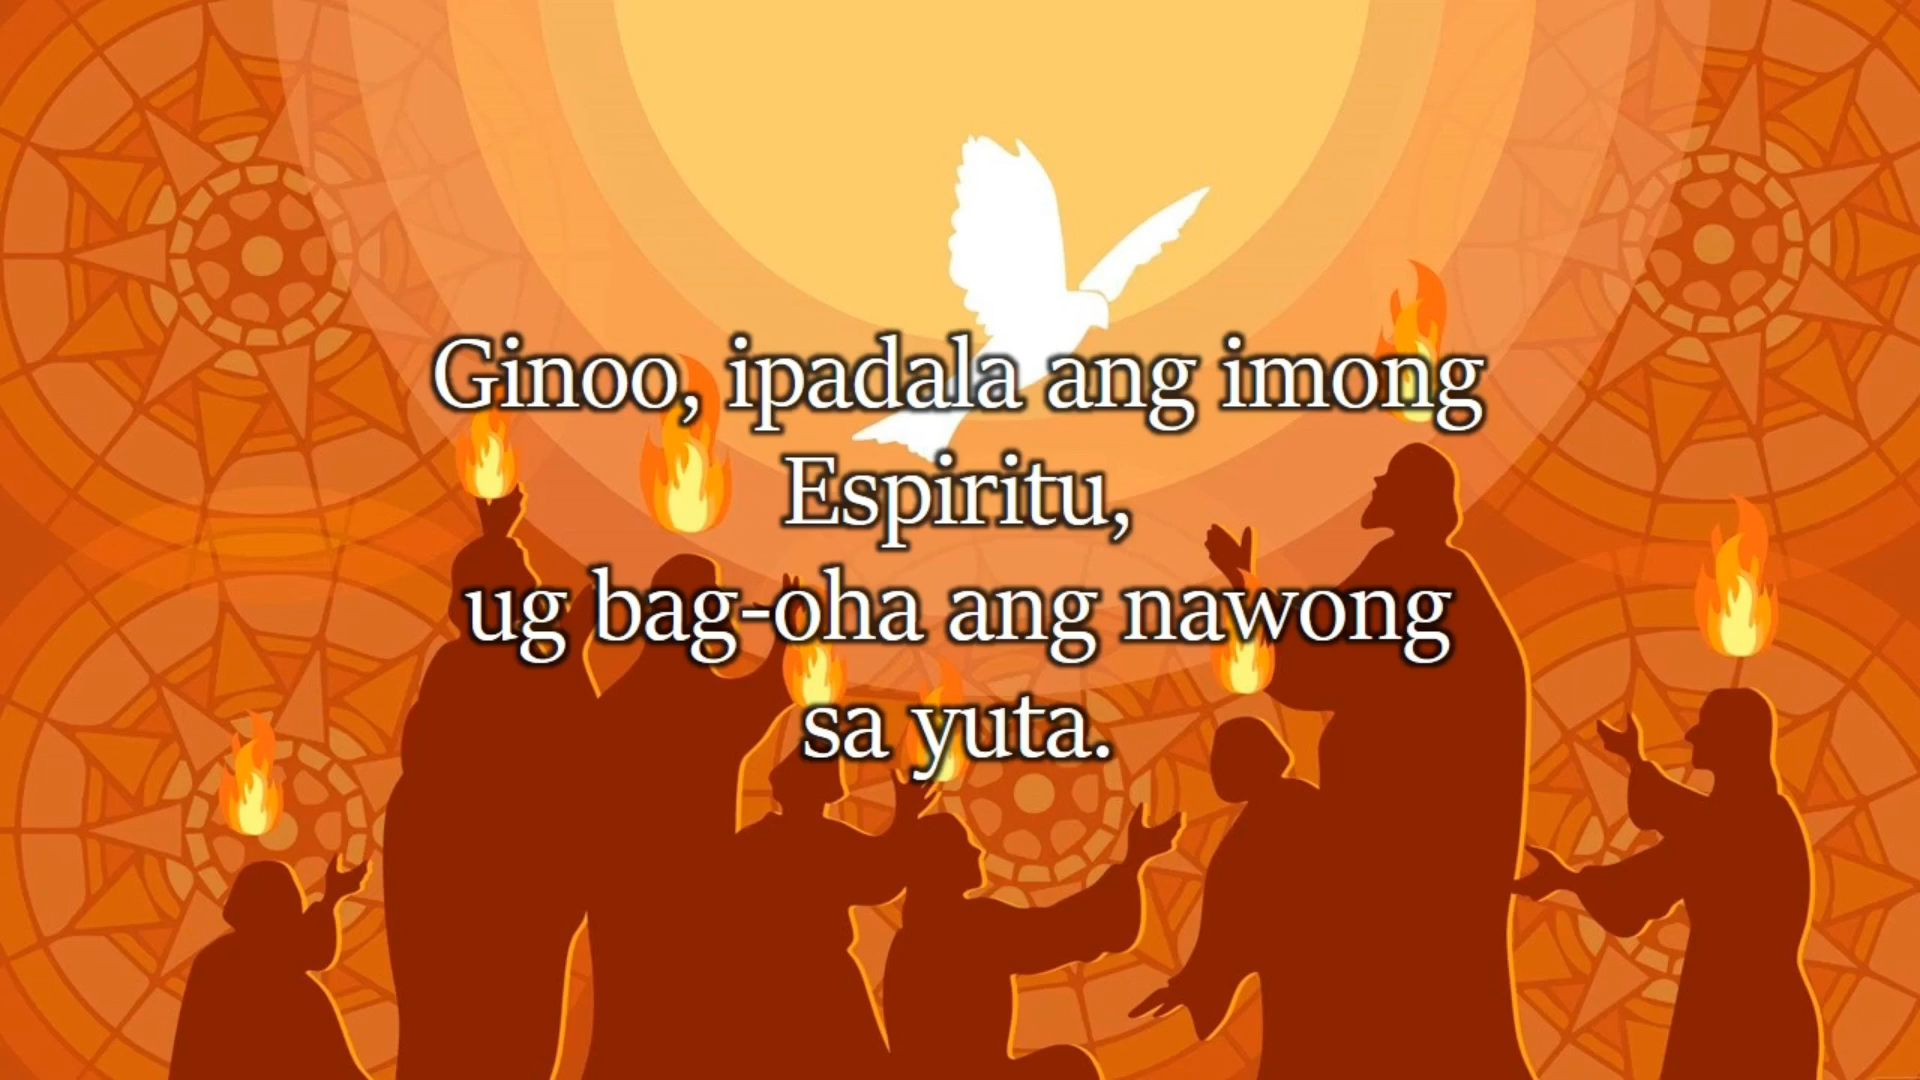 Ginoo, ipadala ang imong
Espiritu,
ug bag-oha ang nawong
sa yuta.